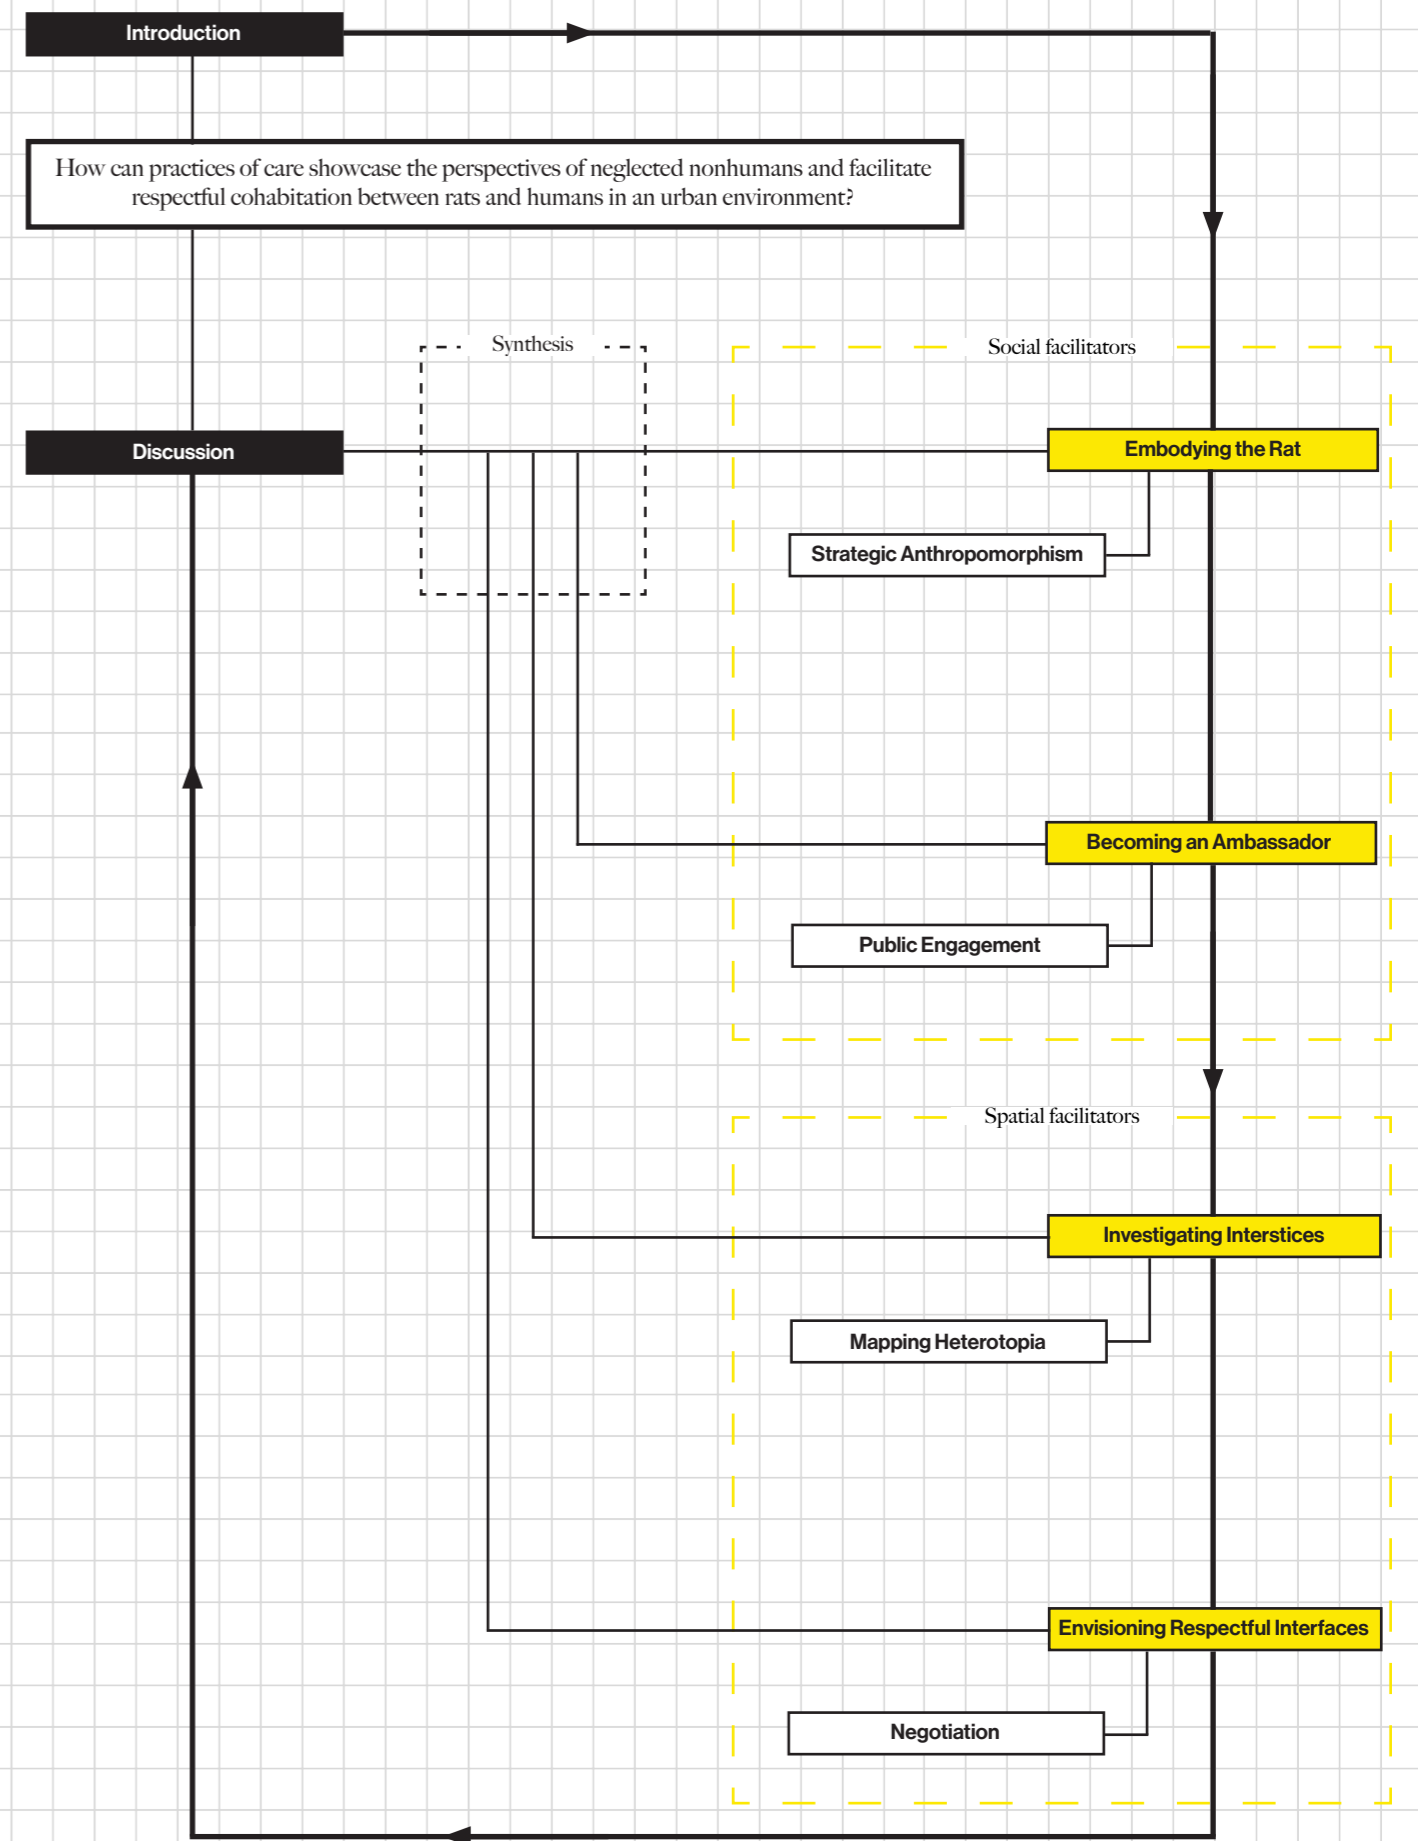 Introduction
How can practices of care showcase the perspectives of neglected nonhumans and facilitate
respectful cohabitation between rats and humans in an urban environment?
Synthesis
Social facilitators
Discussion
Embodying the Rat
Strategic Anthropomorphism
Becoming an Ambassador
Public Engagement
Spatial facilitators
Investigating Interstices
Mapping Heterotopia
Envisioning Respectful Interfaces
Negotiation